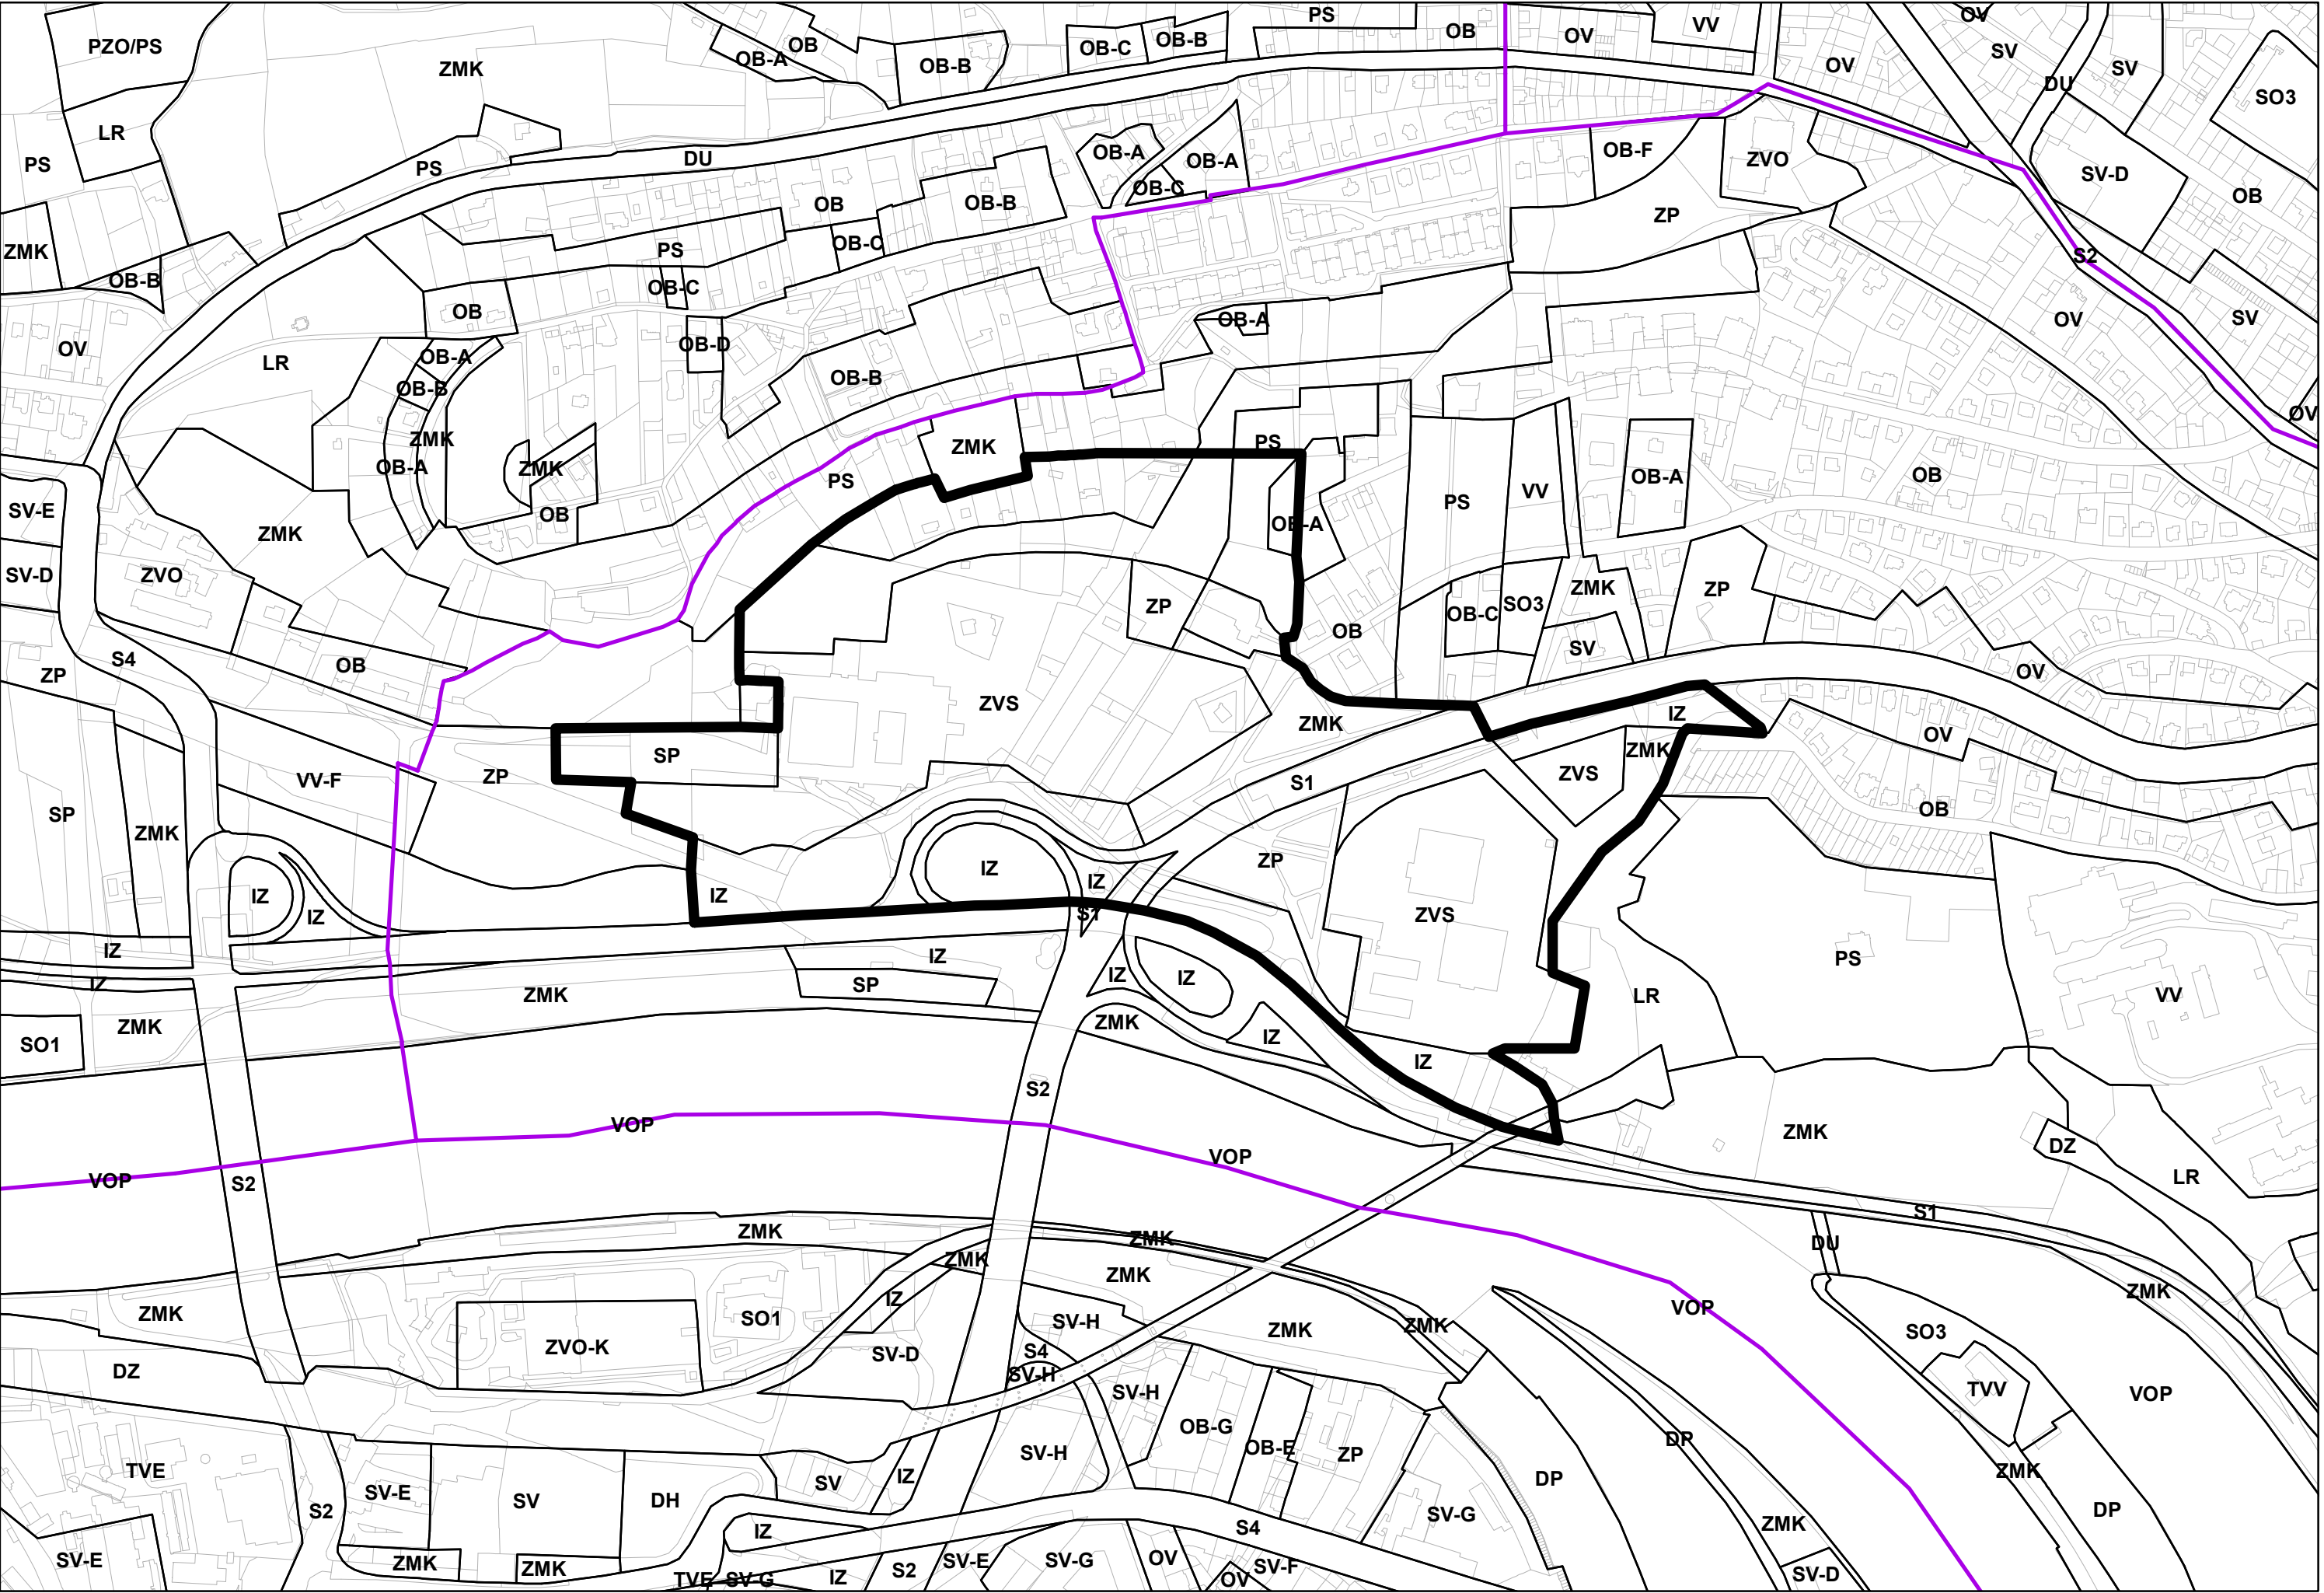 PS
OV
PZO/PS
OB
OB-A
OB-C
OB-B
OB
OV
VV
ZMK
OB-B
OV
SV
SV
DU
SO3
LR
PS
PS
DU
OB-A
OB-A
OB-C
OB-F
ZVO
SV-D
OB
OB-B
OB
ZP
ZMK
PS
OB-C
S2
OB-B
OB-C
OB
OV
SV
OB-A
OV
LR
OB-D
OB-A
OB-B
OB-B
OV
ZMK
ZMK
PS
OB-A
ZMK
PS
OB-A
OB
PS
VV
SV-E
OB
OB-A
ZMK
SV-D
ZVO
ZMK
ZP
ZP
OB-C
SO3
OB
SV
S4
OB
OV
ZP
ZVS
IZ
ZMK
OV
SP
ZMK
ZP
VV-F
ZVS
S1
SP
OB
ZMK
ZP
IZ
IZ
IZ
IZ
IZ
S1
ZVS
IZ
IZ
PS
IZ
IZ
IZ
SP
ZMK
LR
VV
ZMK
ZMK
SO1
IZ
IZ
S2
VOP
ZMK
DZ
VOP
VOP
S2
LR
S1
ZMK
ZMK
DU
ZMK
ZMK
ZMK
ZMK
IZ
VOP
SO1
SV-H
ZMK
ZMK
SO3
ZVO-K
SV-D
S4
DZ
SV-H
SV-H
TVV
VOP
OB-G
DP
OB-E
ZP
SV-H
TVE
ZMK
IZ
DP
SV
SV-E
SV
DH
S2
SV-G
DP
IZ
S4
ZMK
SV-E
ZMK
ZMK
SV-E
SV-G
OV
SV-F
S2
SV-D
TVE
SV-G
IZ
OV